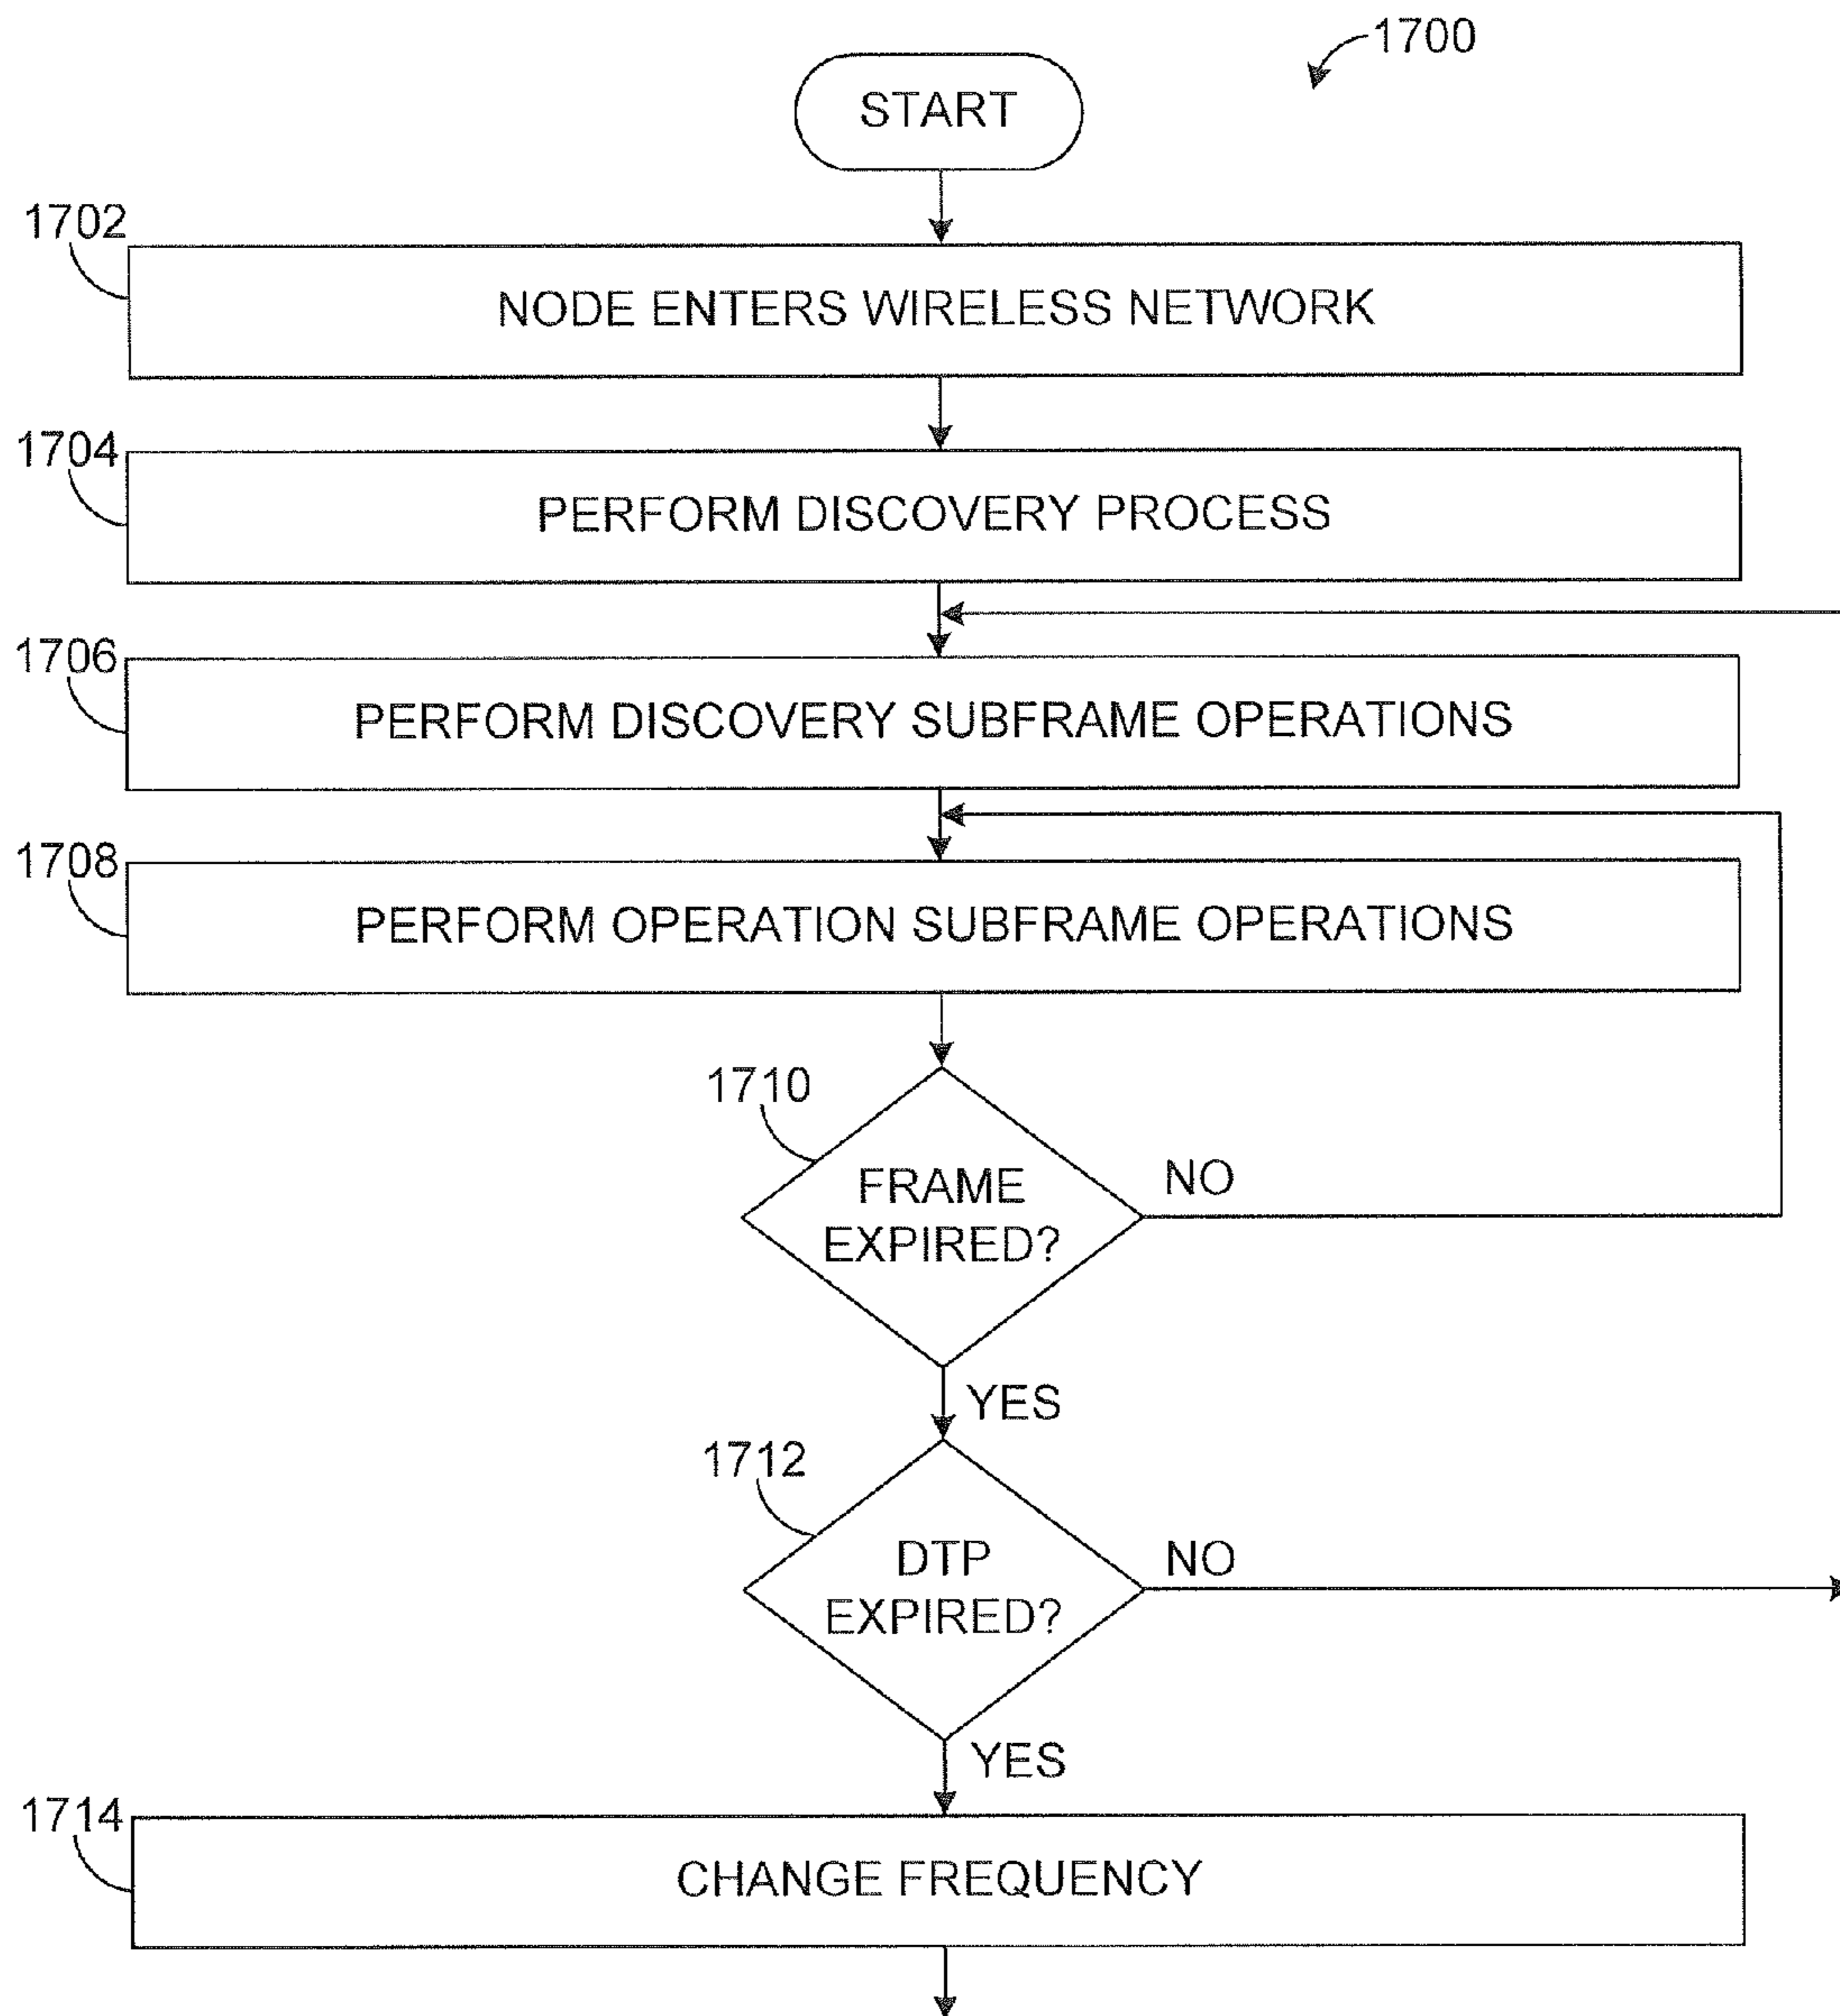 1700
START
1702
NODE ENTERS WIRELESS NETWORK
1704
PERFORM DISCOVERY PROCESS
1706
PERFORM DISCOVERY SUBFRAME OPERATIONS
1708
PERFORM OPERATION SUBFRAME OPERATIONS
1710
FRAME
EXPIRED?
NO
YES
1712
DTP
EXPIRED?
NO
YES
1714
CHANGE FREQUENCY